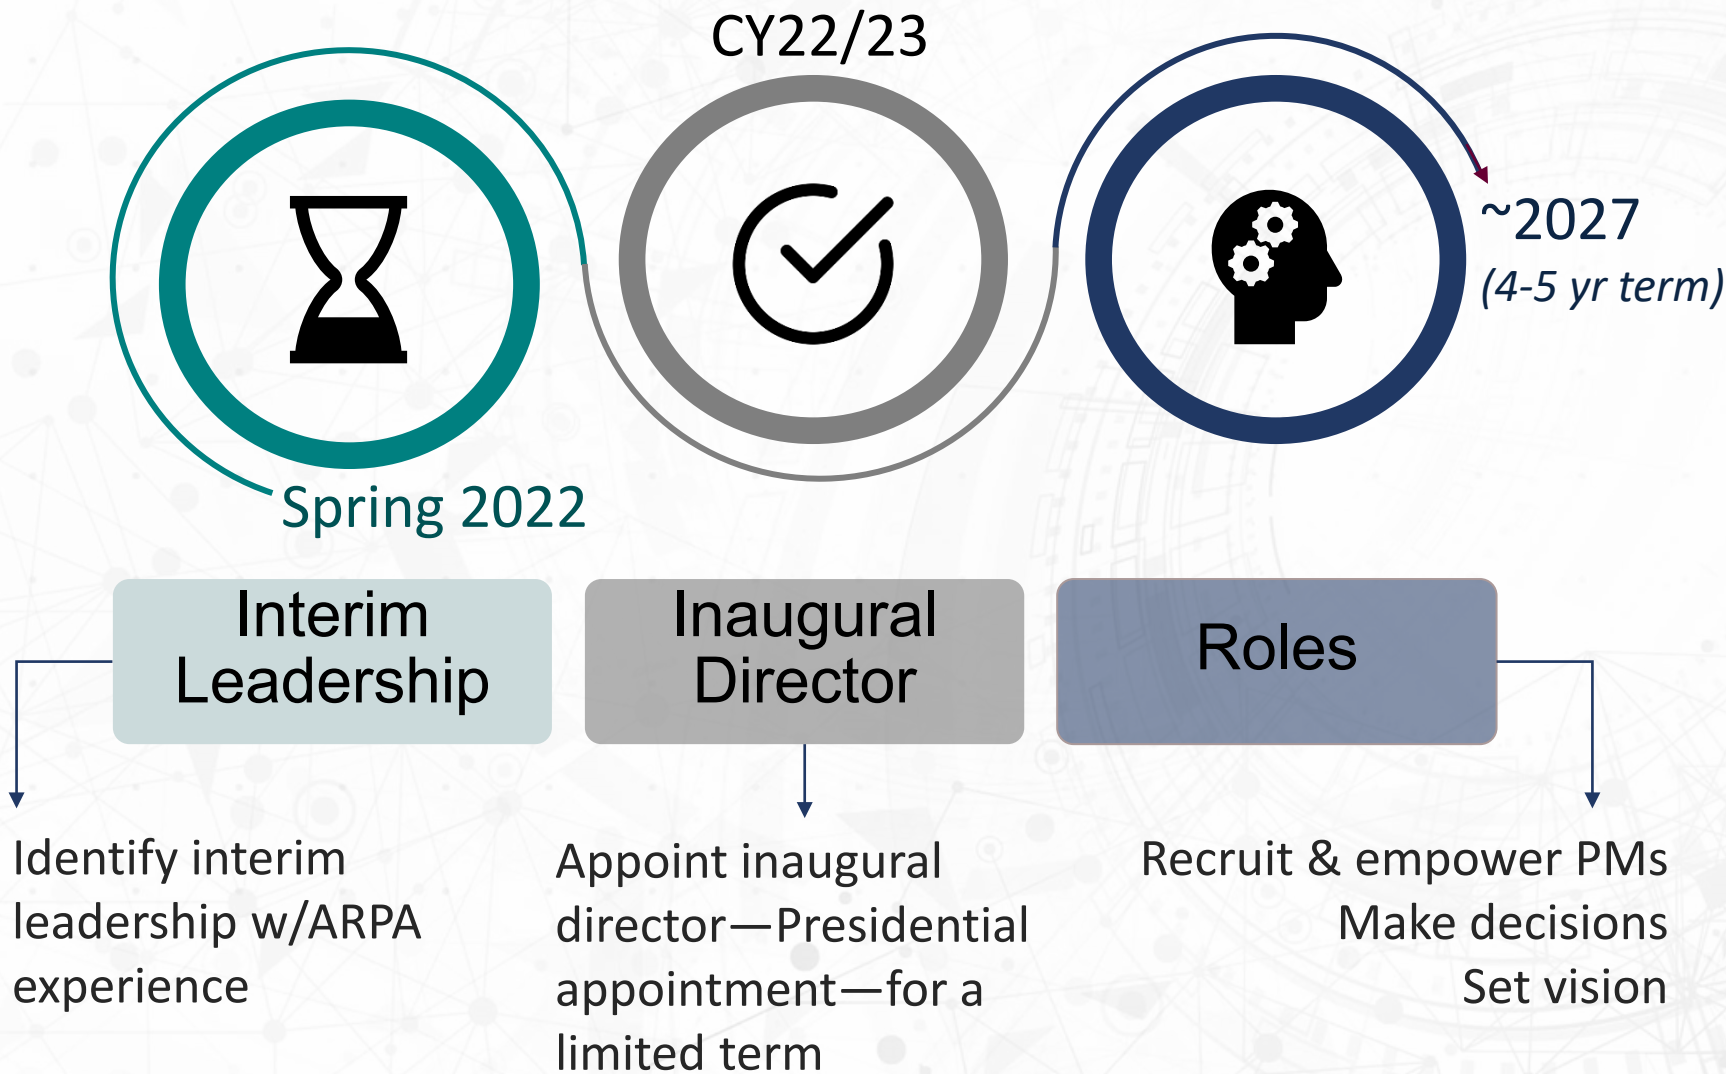 CY22/23
~2027
(4-5 yr term)
Spring 2022
Interim
Leadership
Inaugural
Director
Roles
Identify interim
leadership w/ARPA
experience
Appoint inaugural
director—Presidential
appointment—for a
limited term
Recruit & empower PMs
Make decisions
Set vision